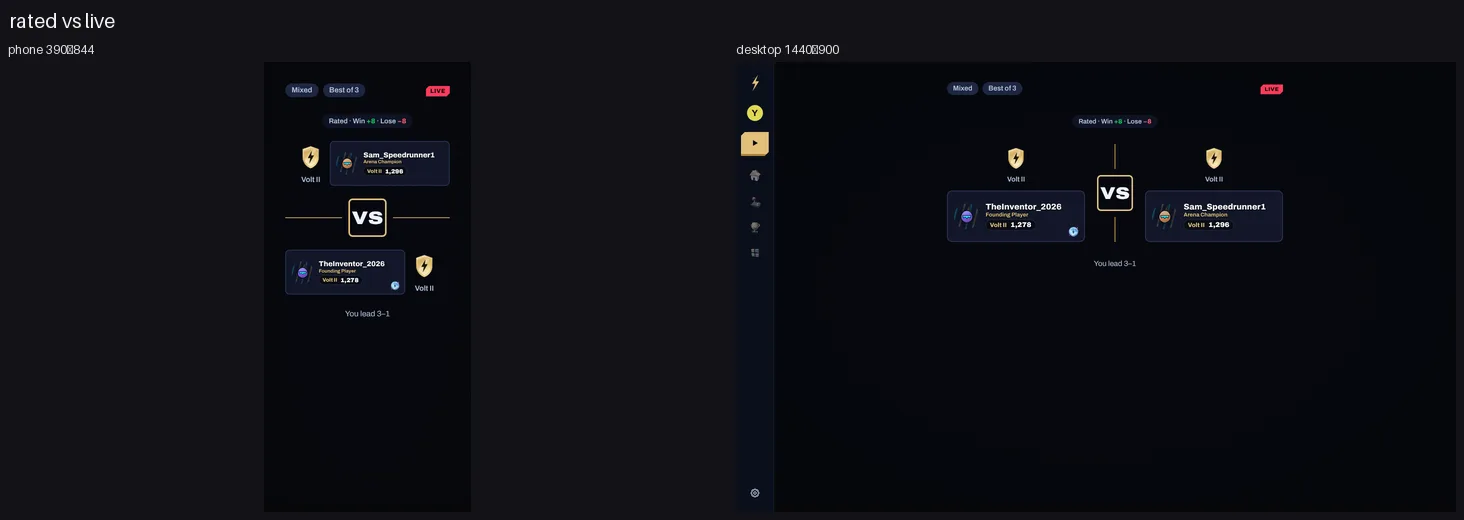 rated vs live
phone 390▯844
Mixed
Best of 3
LIVE
Rated · Win +8 · Lose −8
Volt II
Sam_Speedrunner1
Arena Champion
Volt II 1,296
VS
TheInventor_2026
Founding Player
Volt II 1,278
Volt II
You lead 3–1
desktop 1440▯900
Y
Mixed
Best of 3
LIVE
Rated · Win +8 · Lose −8
Volt II
TheInventor_2026
Founding Player
Volt II 1,278
VS
Volt II
Sam_Speedrunner1
Arena Champion
Volt II 1,296
You lead 3–1